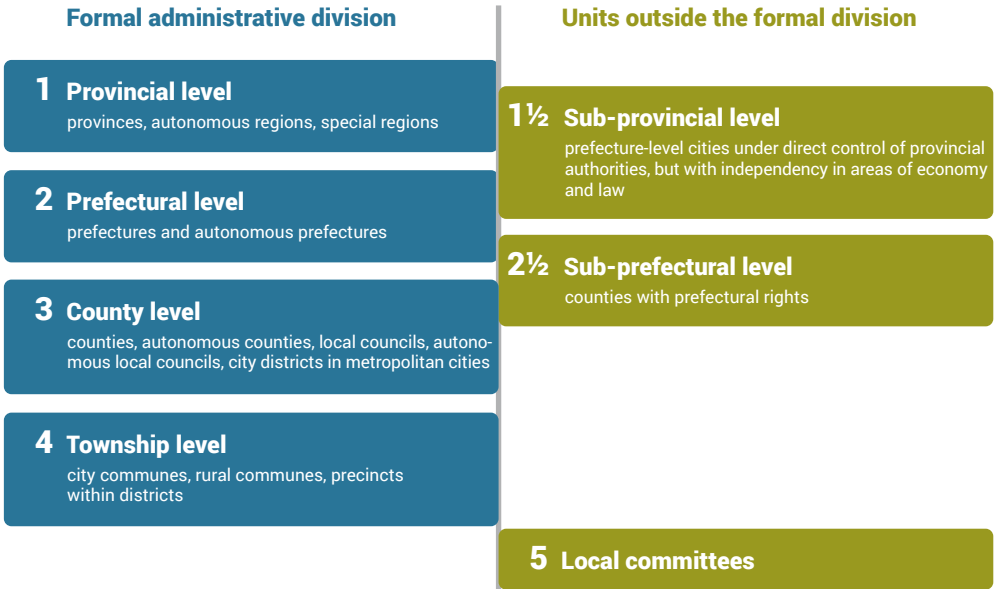 Formal administrative division
1 Provincial level
provinces, autonomous regions, special regions
2 Prefectural level
prefectures and autonomous prefectures
3 County level
counties, autonomous counties, local councils, autono-
mous local councils, city districts in metropolitan cities
4 Township level
city communes, rural communes, precincts
within districts
Units outside the formal division
1½ Sub-provincial level
prefecture-level cities under direct control of provincial
authorities, but with independency in areas of economy
and law
2½ Sub-prefectural level
counties with prefectural rights
5 Local committees